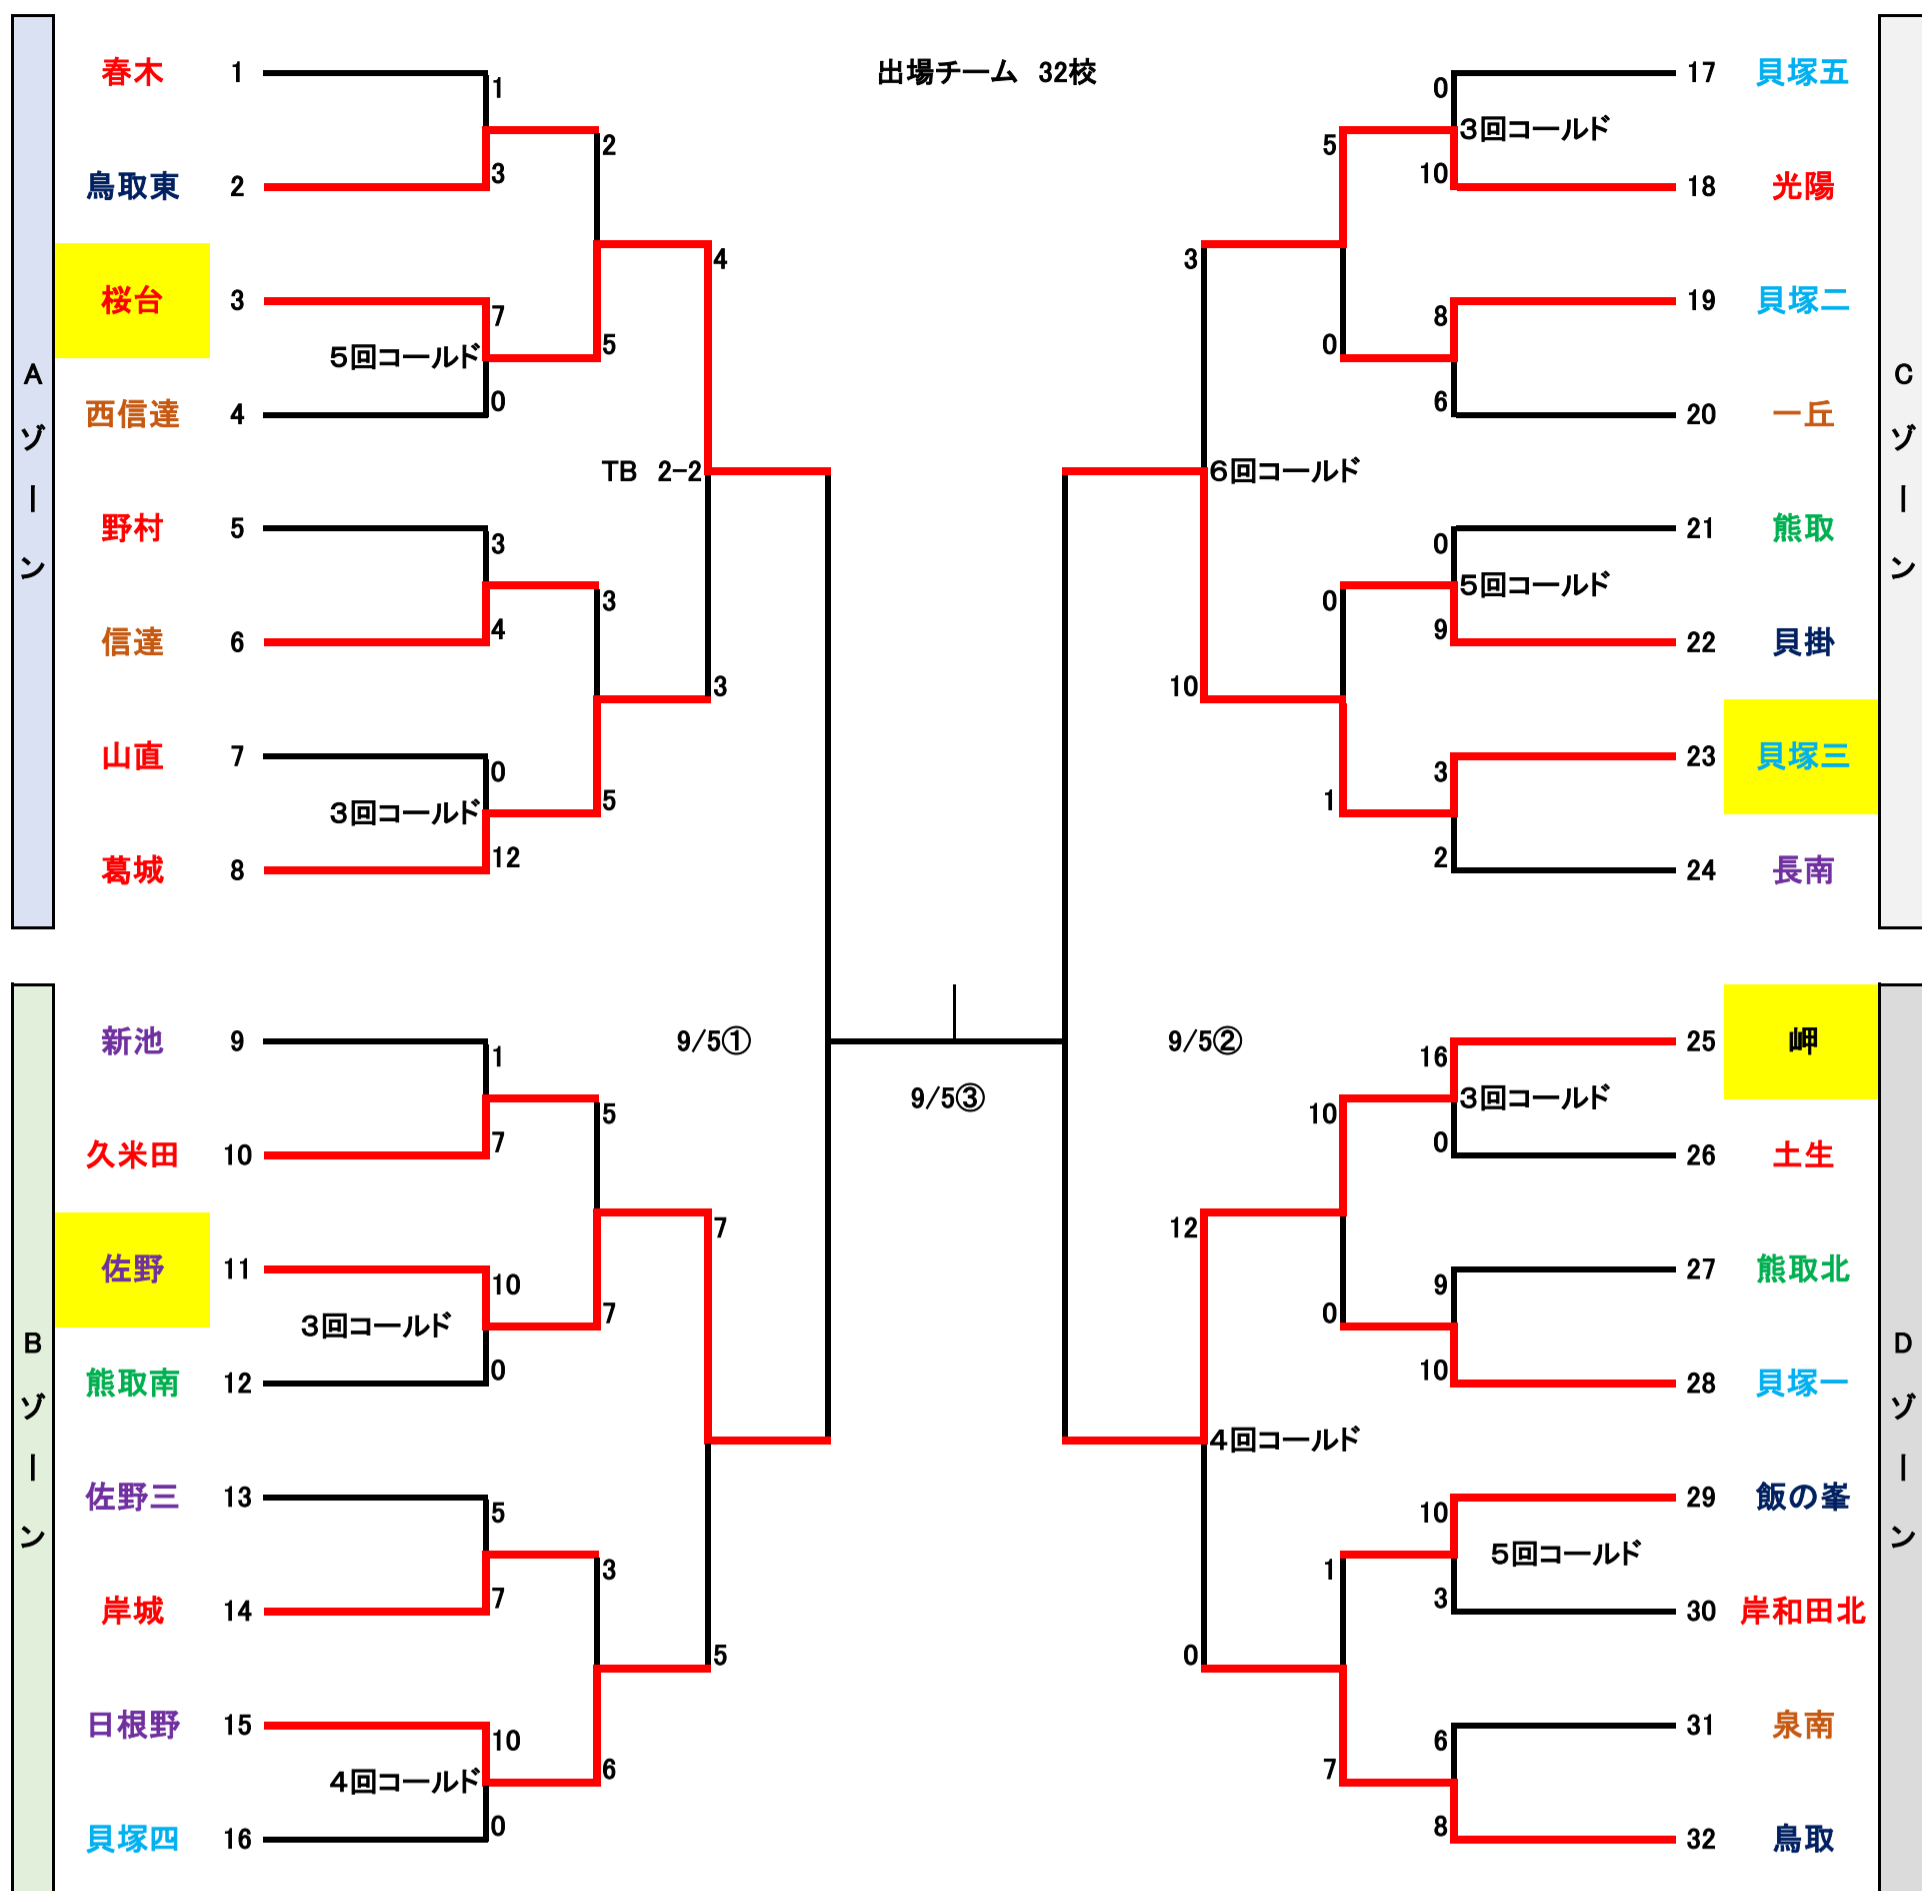 出場チーム 32校
Aゾーン
春木 1
1
2
鳥取東 2
3
桜台 3
7
4
5回コールド
5
西信達 4
0
TB 2-2
野村 5
3
3
信達 6
4
3
山直 7
0
3回コールド
5
葛城 8
12
Bゾーン
新池 9
1
5
久米田 10
7
佐野 11
10
7
3回コールド
7
熊取南 12
0
佐野三 13
5
3
岸城 14
7
5
日根野 15
10
4回コールド
6
貝塚四 16
0
9/5①
9/5②
9/5③
Cゾーン
17 貝塚五
0
3回コールド
5
18 光陽
10
3
19 貝塚二
8
0
20 一丘
6
6回コールド
21 熊取
0
5回コールド
0
22 貝掛
9
10
23 貝塚三
3
1
24 長南
2
Dゾーン
25 岬
16
3回コールド
10
26 土生
0
12
27 熊取北
9
0
28 貝塚一
10
4回コールド
29 飯の峯
10
5回コールド
1
30 岸和田北
3
0
31 泉南
6
7
32 鳥取
8